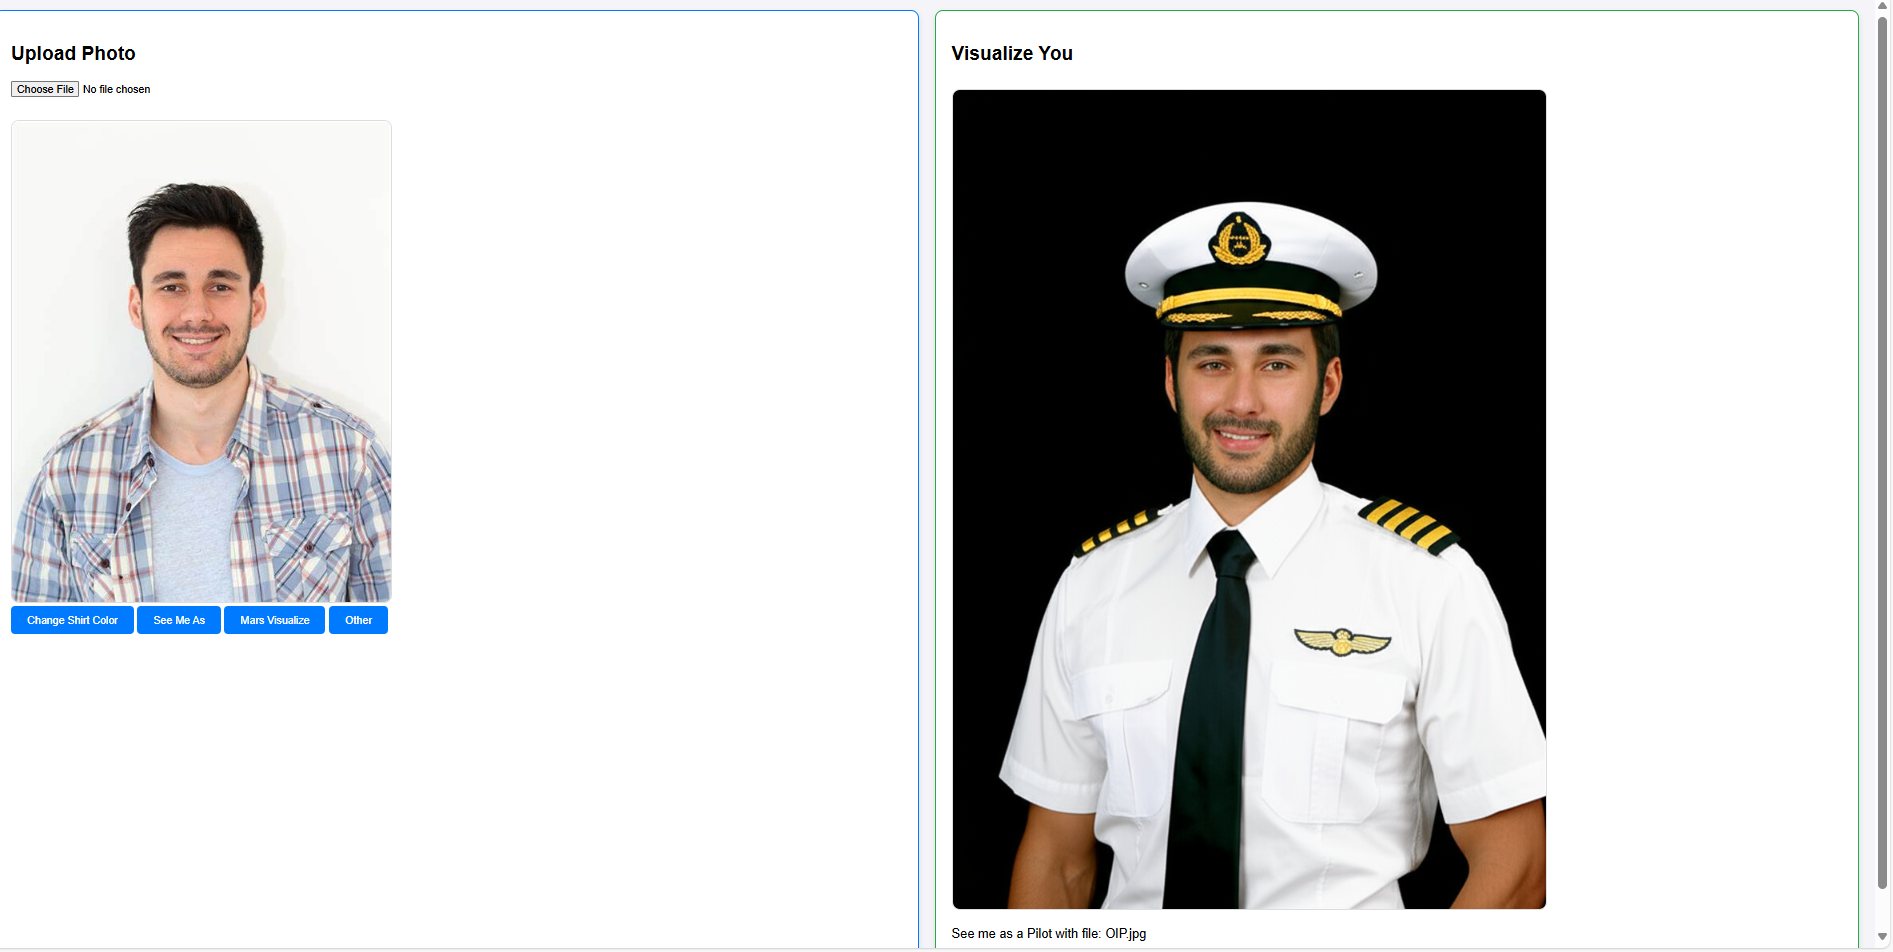 Upload Photo
Choose File No file chosen
Change Shirt Color
See Me As
Mars Visualize
Other
Visualize You
See me as a Pilot with file: OIP.jpg